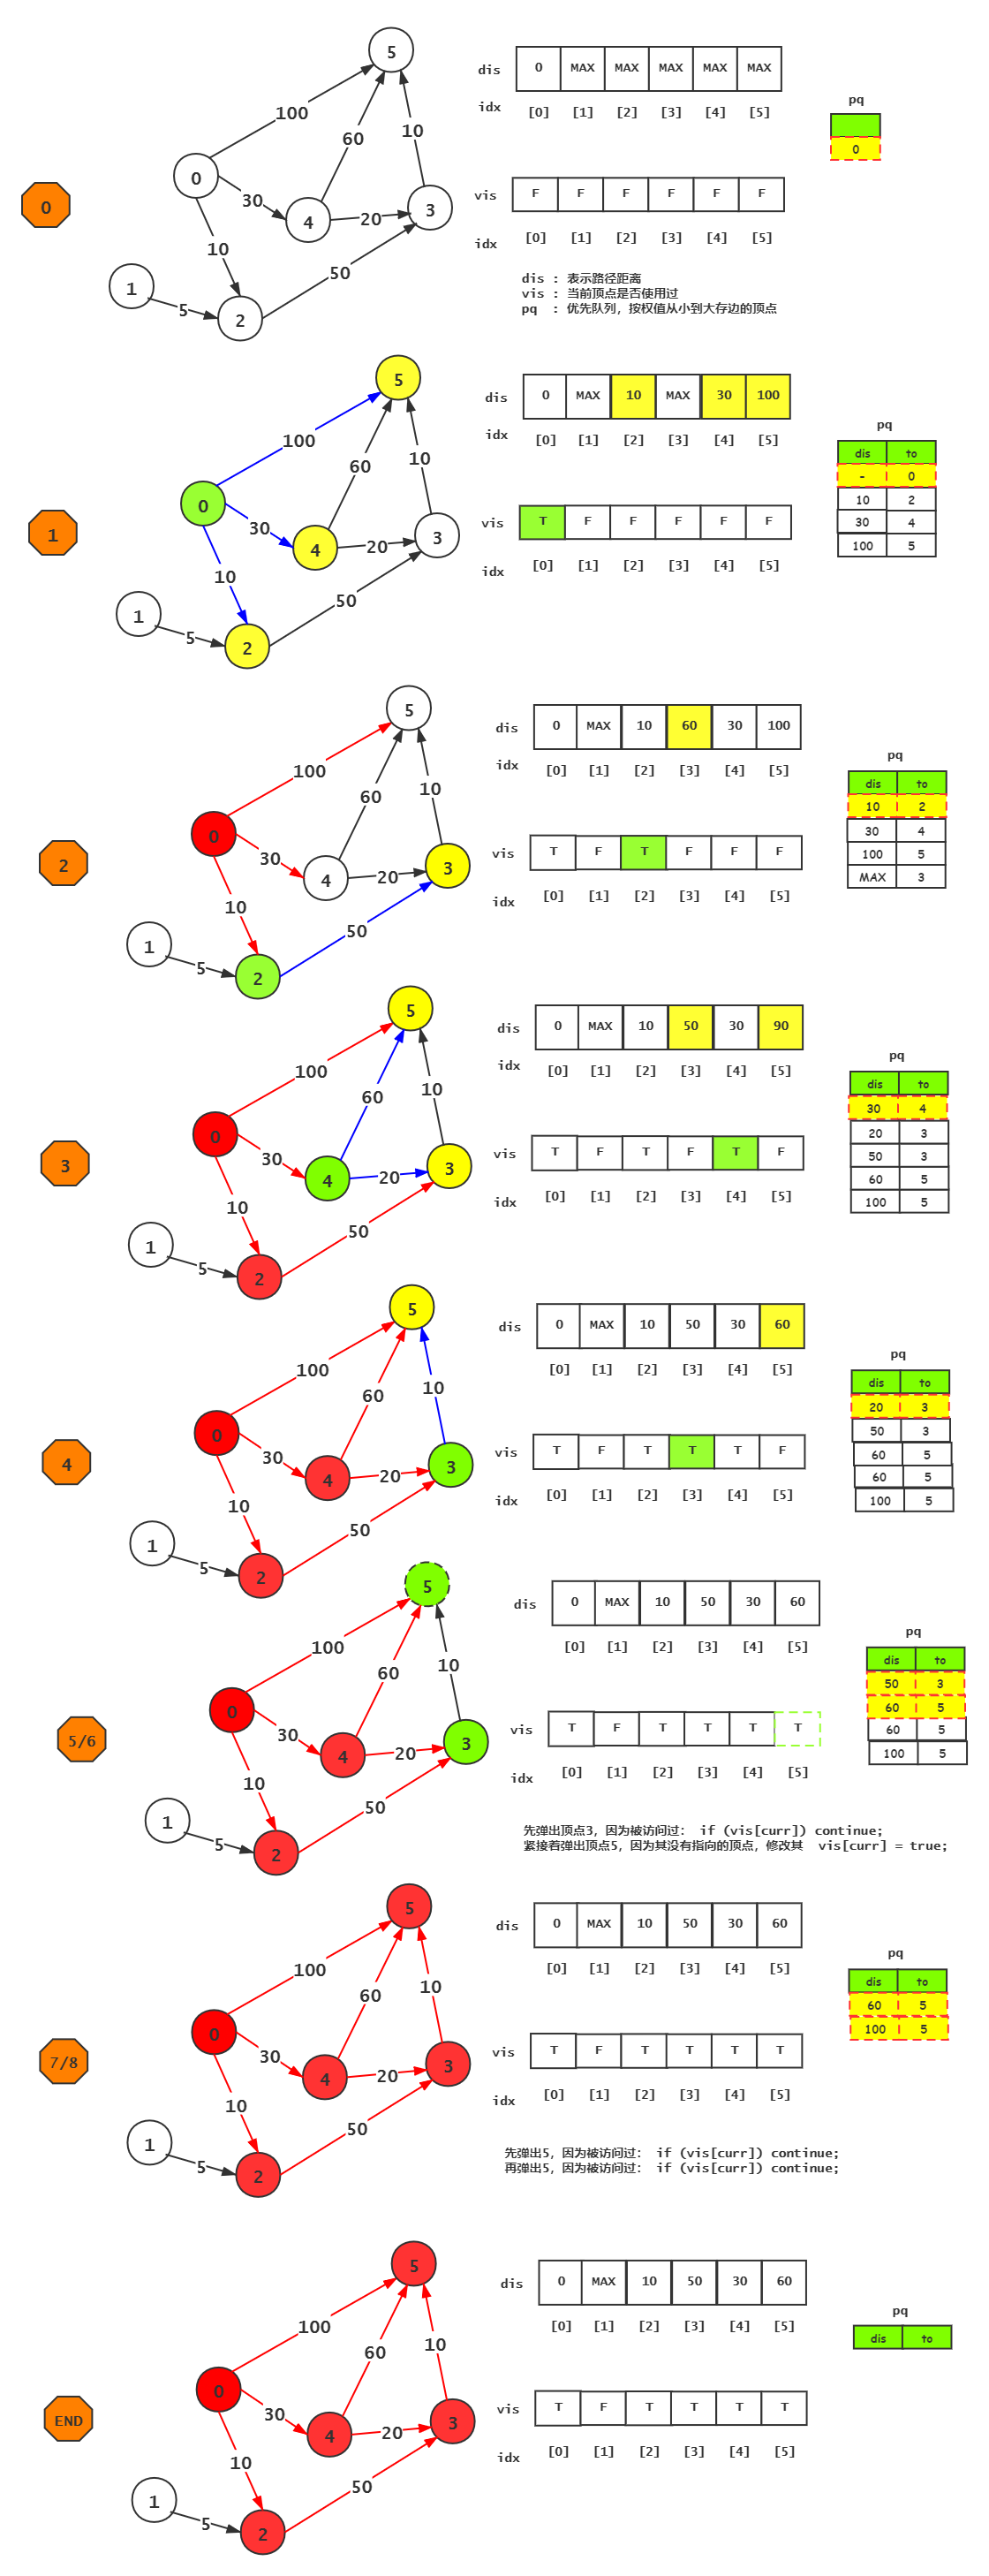 5
dis 0 MAX MAX MAX MAX MAX
idx [0] [1] [2] [3] [4] [5]
pq
0
100
60
10
0
0
30
4
20
3
vis F F F F F F
idx [0] [1] [2] [3] [4] [5]
10
50
1
5
2
dis : 表示路径距离
vis : 当前顶点是否使用过
pq : 优先队列，按权值从小到大存边的顶点
5
dis 0 MAX 10 MAX 30 100
idx [0] [1] [2] [3] [4] [5]
pq
dis to
- 0
10 2
30 4
100 5
100
60
10
0
1
30
4
20
3
vis T F F F F F
idx [0] [1] [2] [3] [4] [5]
10
50
1
5
2
5
dis 0 MAX 10 60 30 100
idx [0] [1] [2] [3] [4] [5]
pq
dis to
10 2
30 4
100 5
MAX 3
100
60
10
0
2
30
4
20
3
vis T F T F F F
idx [0] [1] [2] [3] [4] [5]
10
50
1
5
2
5
dis 0 MAX 10 50 30 90
idx [0] [1] [2] [3] [4] [5]
pq
dis to
30 4
20 3
50 3
60 5
100 5
100
60
10
0
3
30
4
20
3
vis T F T F T F
idx [0] [1] [2] [3] [4] [5]
10
50
1
5
2
5
dis 0 MAX 10 50 30 60
[0] [1] [2] [3] [4] [5]
pq
dis to
20 3
50 3
60 5
60 5
100 5
100
60
10
0
4
30
4
20
3
vis T F T T T F
idx [0] [1] [2] [3] [4] [5]
10
50
1
5
2
5
dis 0 MAX 10 50 30 60
[0] [1] [2] [3] [4] [5]
pq
dis to
50 3
60 5
60 5
100 5
100
60
10
0
5/6
30
4
20
3
vis T F T T T T
idx [0] [1] [2] [3] [4] [5]
10
50
1
5
2
先弹出顶点3，因为被访问过： if (vis[curr]) continue;
紧接着弹出顶点5，因为其没有指向的顶点，修改其 vis[curr] = true;
5
dis 0 MAX 10 50 30 60
[0] [1] [2] [3] [4] [5]
pq
dis to
60 5
100 5
100
60
10
0
7/8
30
4
20
3
vis T F T T T T
idx [0] [1] [2] [3] [4] [5]
10
50
1
5
2
先弹出5，因为被访问过： if (vis[curr]) continue;
再弹出5，因为被访问过： if (vis[curr]) continue;
5
dis 0 MAX 10 50 30 60
[0] [1] [2] [3] [4] [5]
pq
dis to
100
60
10
0
END
30
4
20
3
vis T F T T T T
idx [0] [1] [2] [3] [4] [5]
10
50
1
5
2